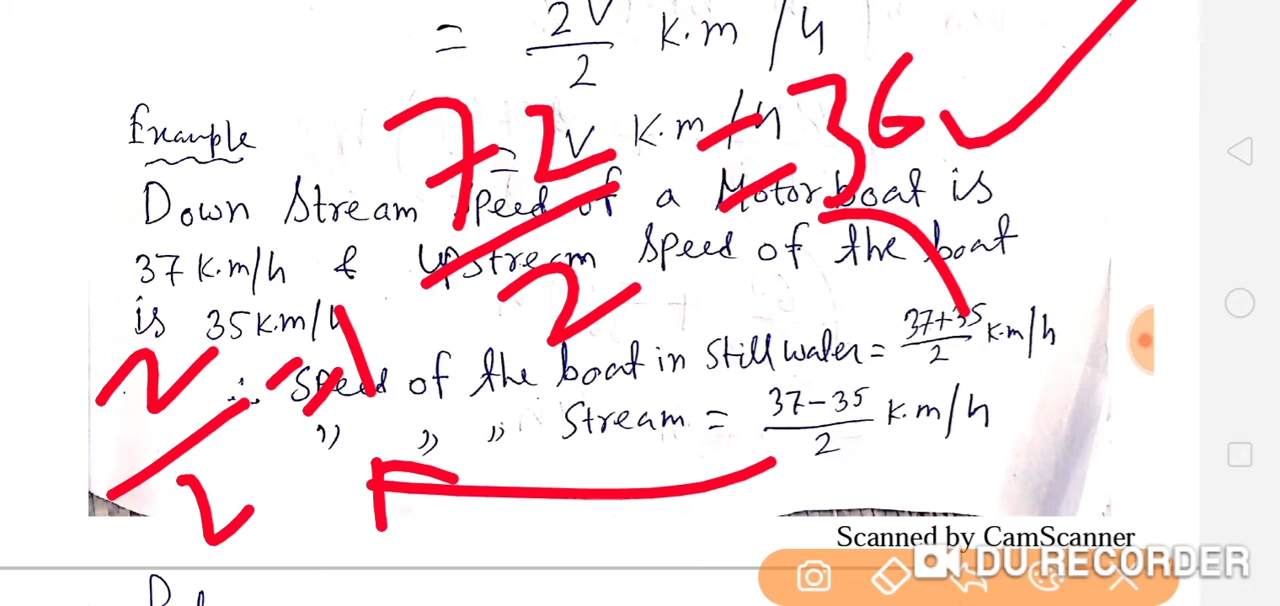 = 2V/2 K.m/h
Example
= V K.m/h
72/2 = 36
Down Stream Speed of a Motorboat is
37 K.m/h & Upstream Speed of the boat
is 35 K.m/h
∴ Speed of the boat in Still water = 37+35/2 K.m/h
2/2 = 1
" " " Stream = 37-35/2 K.m/h
Scanned by CamScanner
DU RECORDER